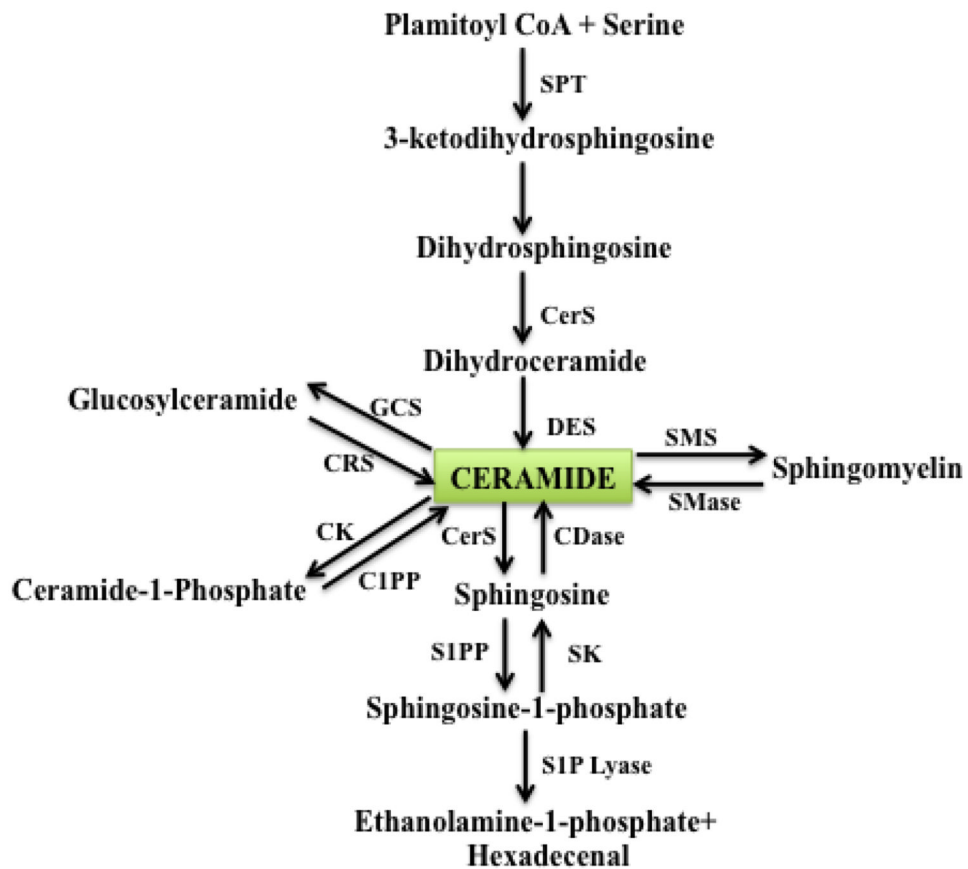 Plamitoyl CoA + Serine
SPT
3-ketodihydrosphingosine
Dihydrosphingosine
CerS
Dihydroceramide
Glucosylceramide
GCS
DES
SMS
CRS
CERAMIDE
Sphingomyelin
SMase
CK
CerS
CDase
C1PP
Ceramide-1-Phosphate
Sphingosine
S1PP
SK
Sphingosine-1-phosphate
S1P Lyase
Ethanolamine-1-phosphate+
Hexadecenal